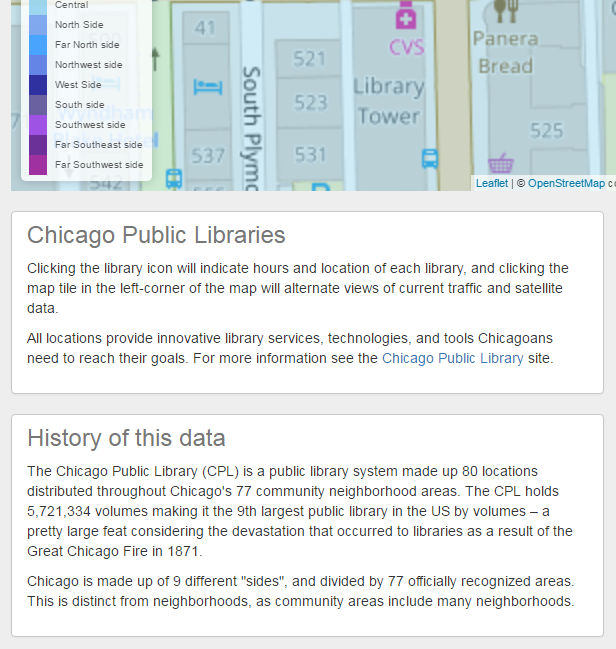 Central
North Side
Far North side
Northwest side
West Side
South side
Southwest side
Far Southeast side
Far Southwest side
542
41
537
South Plymo
521
523
531
CVS
Library
Tower
Panera
Bread
525
Leaflet | © OpenStreetMap co
Chicago Public Libraries
Clicking the library icon will indicate hours and location of each library, and clicking the
map tile in the left-corner of the map will alternate views of current traffic and satellite
data.
All locations provide innovative library services, technologies, and tools Chicagoans
need to reach their goals. For more information see the Chicago Public Library site.
History of this data
The Chicago Public Library (CPL) is a public library system made up 80 locations
distributed throughout Chicago's 77 community neighborhood areas. The CPL holds
5,721,334 volumes making it the 9th largest public library in the US by volumes – a
pretty large feat considering the devastation that occurred to libraries as a result of the
Great Chicago Fire in 1871.
Chicago is made up of 9 different "sides", and divided by 77 officially recognized areas.
This is distinct from neighborhoods, as community areas include many neighborhoods.